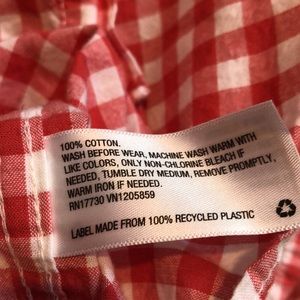 100% COTTON.
WASH BEFORE WEAR, MACHINE WASH WARM WITH
LIKE COLORS, ONLY NON-CHLORINE BLEACH IF
NEEDED, TUMBLE DRY MEDIUM, REMOVE PROMPTLY,
WARM IRON IF NEEDED.
RN17730 VN1205859
LABEL MADE FROM 100% RECYCLED PLASTIC